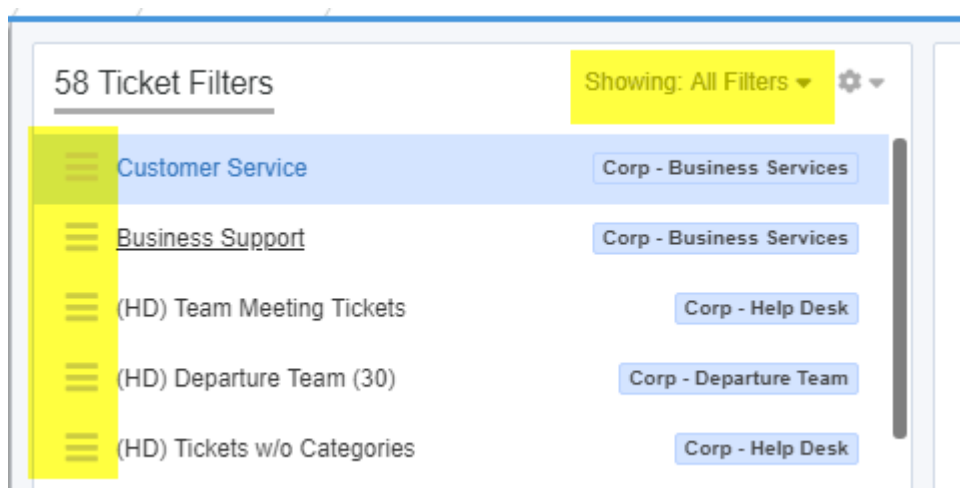 58 Ticket Filters Showing: All Filters
Customer Service Corp - Business Services
Business Support Corp - Business Services
(HD) Team Meeting Tickets Corp - Help Desk
(HD) Departure Team (30) Corp - Departure Team
(HD) Tickets w/o Categories Corp - Help Desk